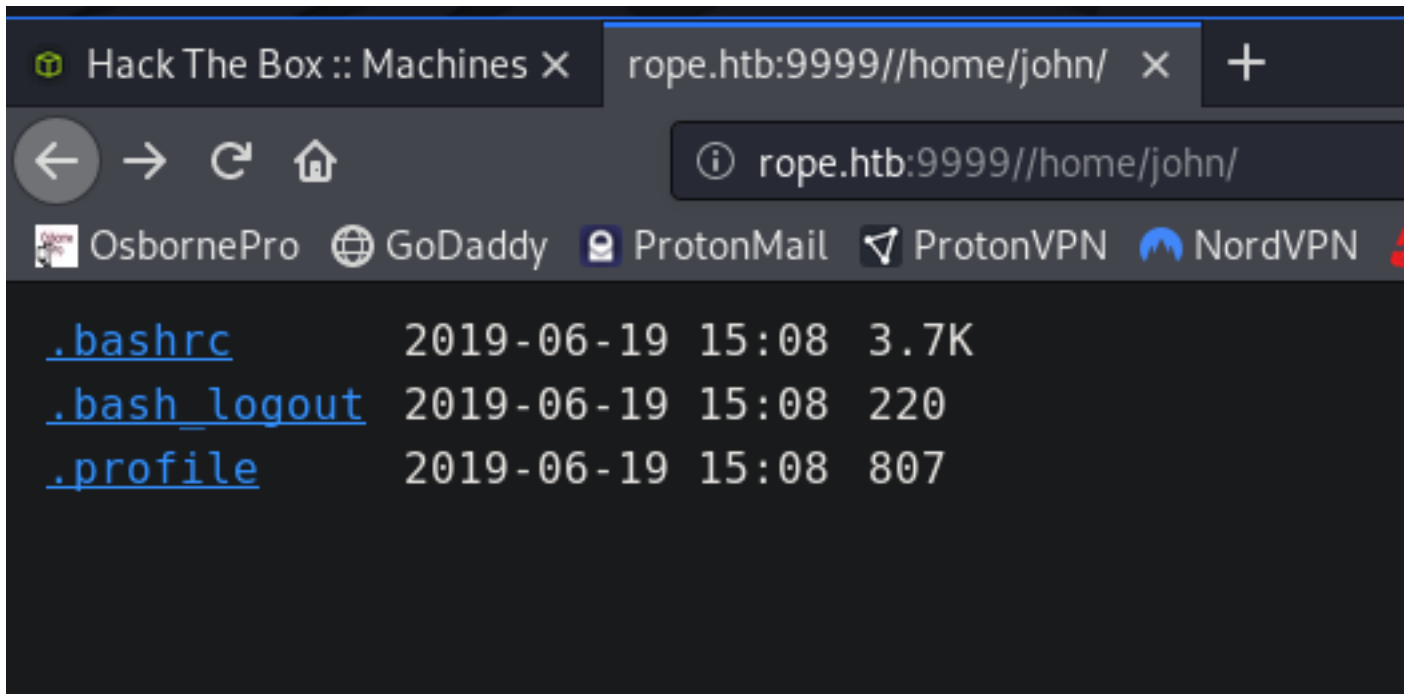 Hack The Box :: Machines
rope.htb:9999//home/john/
rope.htb:9999//home/john/
OsbornePro GoDaddy ProtonMail ProtonVPN NordVPN
.bashrc 2019-06-19 15:08 3.7K
.bash_logout 2019-06-19 15:08 220
.profile 2019-06-19 15:08 807